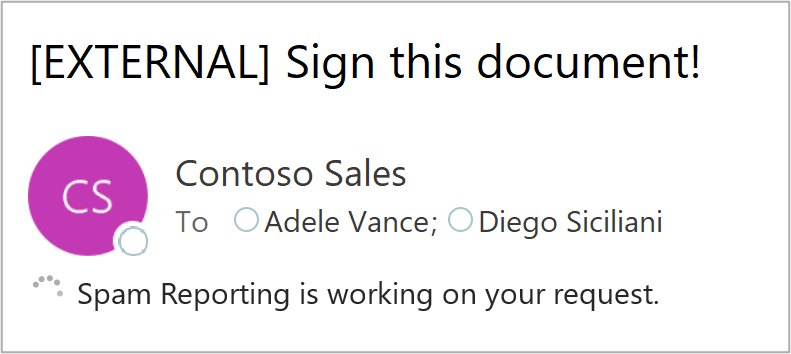 [EXTERNAL] Sign this document!
CS
Contoso Sales
To Adele Vance; Diego Siciliani
Spam Reporting is working on your request.